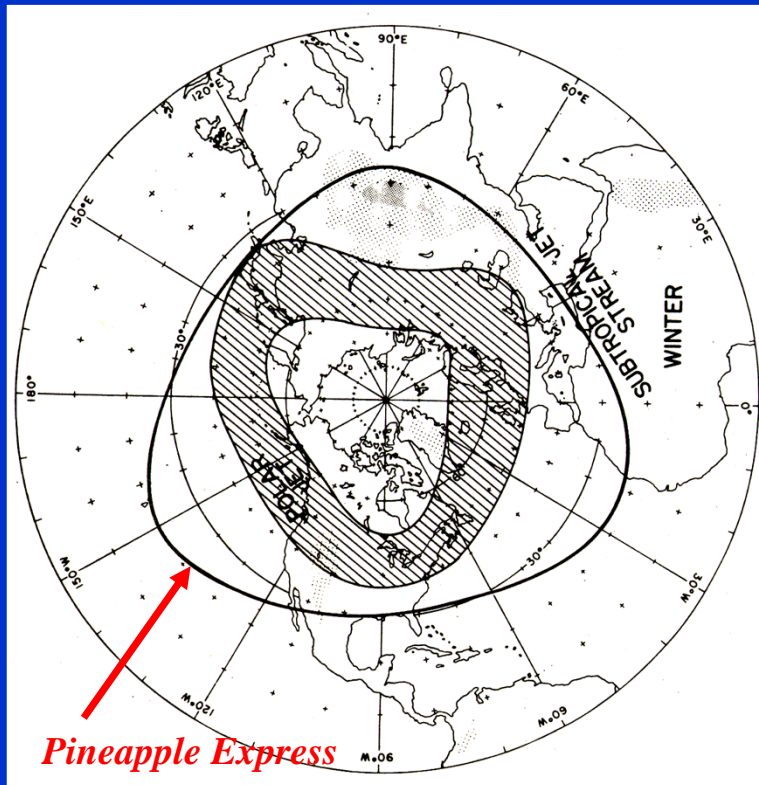 90°E
120°E
60°E
150°E
30°E
SUBTROPICAL JET
STREAM
WINTER
30°
180°
0°
POLAR
JET
60°
30°
150°W
30°W
120°W
60°W
90°W
Pineapple Express